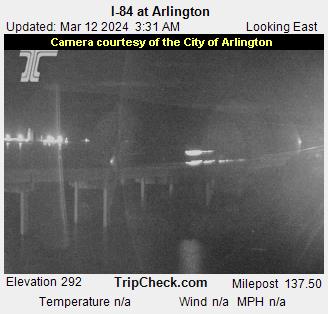 I-84 at Arlington
Updated: Mar 12 2024 3:31 AM Looking East
Camera courtesy of the City of Arlington
Elevation 292 TripCheck.com Milepost 137.50
Temperature n/a Wind n/a MPH n/a